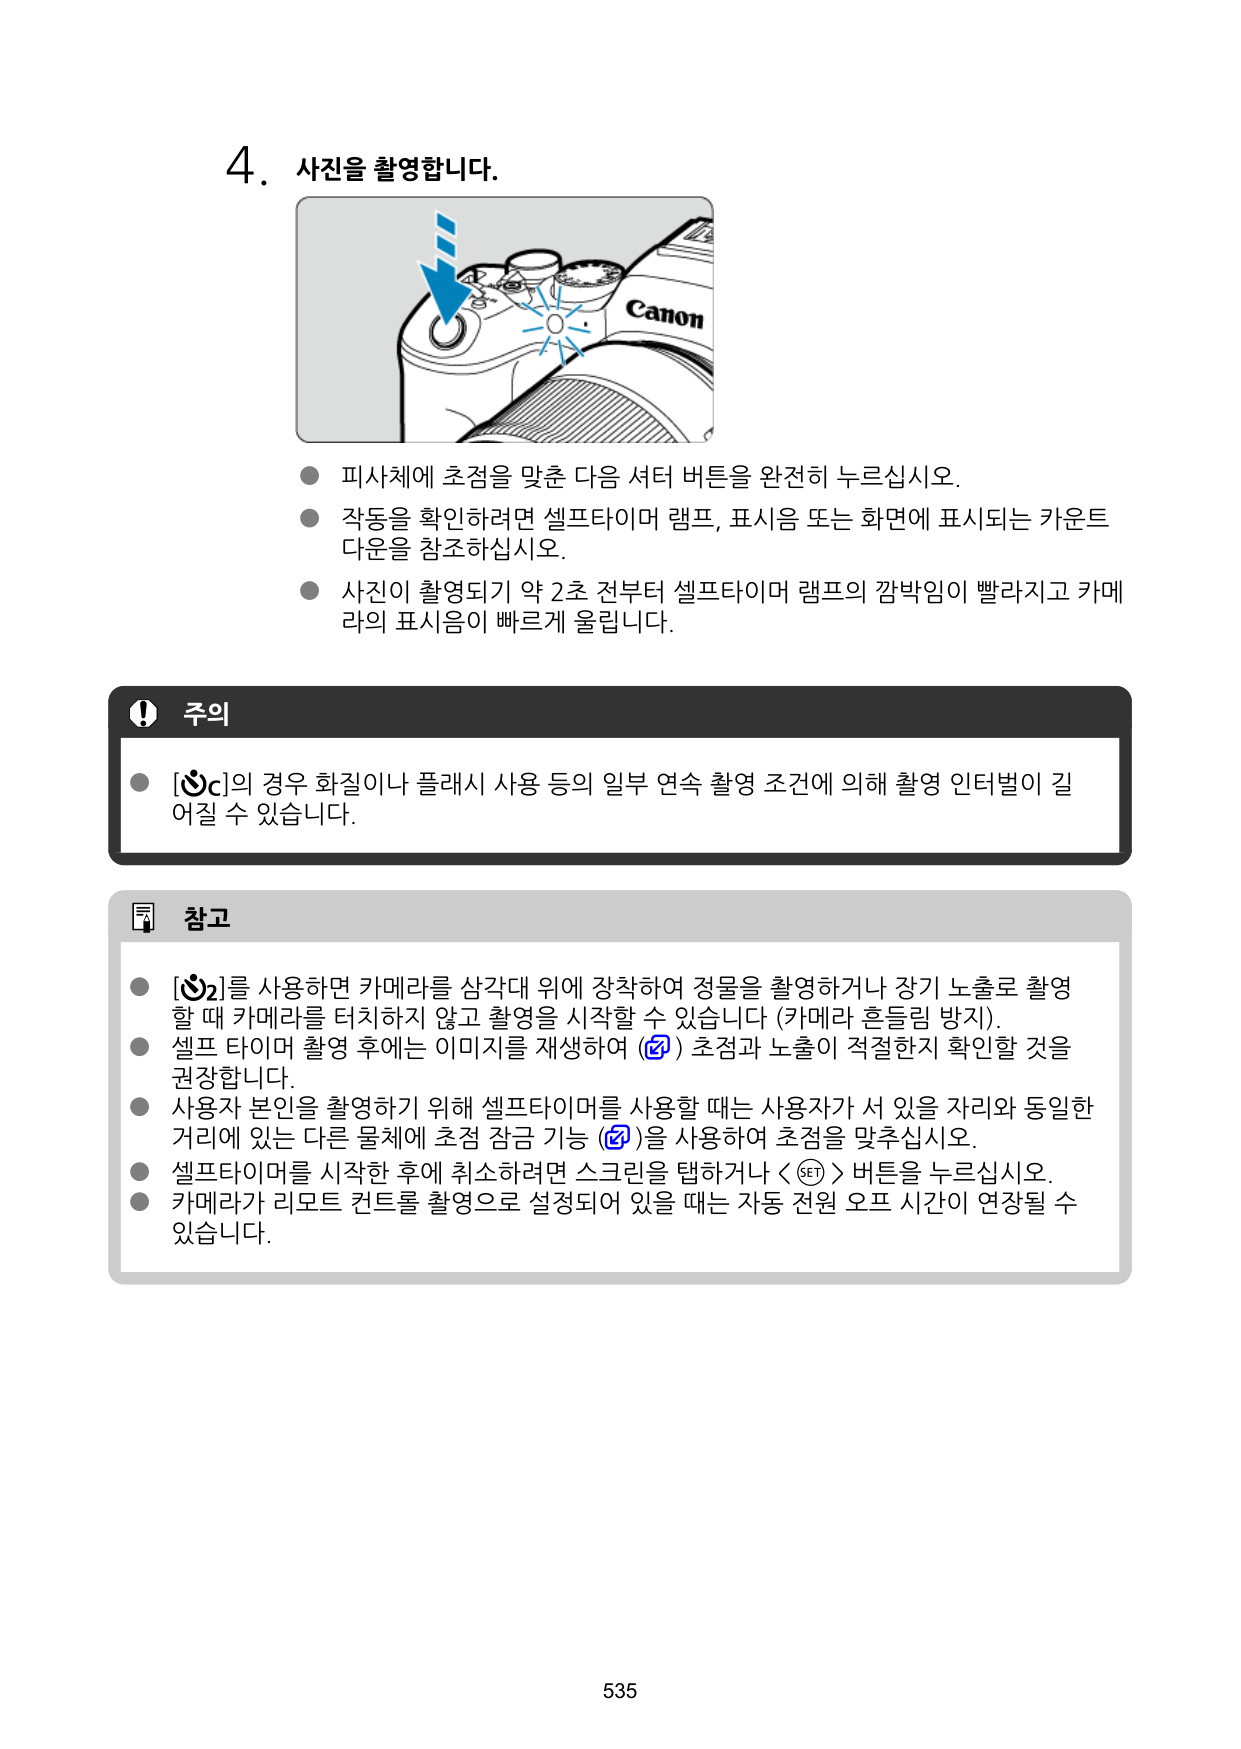 4. 사진을 촬영합니다.
Canon
● 피사체에 초점을 맞춘 다음 셔터 버튼을 완전히 누르십시오.
● 작동을 확인하려면 셀프타이머 램프, 표시음 또는 화면에 표시되는 카운트
다운을 참조하십시오.
● 사진이 촬영되기 약 2초 전부터 셀프타이머 램프의 깜박임이 빨라지고 카메
라의 표시음이 빠르게 울립니다.
주의
● [c]의 경우 화질이나 플래시 사용 등의 일부 연속 촬영 조건에 의해 촬영 인터벌이 길
어질 수 있습니다.
참고
● [2]를 사용하면 카메라를 삼각대 위에 장착하여 정물을 촬영하거나 장기 노출로 촬영
할 때 카메라를 터치하지 않고 촬영을 시작할 수 있습니다 (카메라 흔들림 방지).
● 셀프 타이머 촬영 후에는 이미지를 재생하여 ( ) 초점과 노출이 적절한지 확인할 것을
권장합니다.
● 사용자 본인을 촬영하기 위해 셀프타이머를 사용할 때는 사용자가 서 있을 자리와 동일한
거리에 있는 다른 물체에 초점 잠금 기능 ( )을 사용하여 초점을 맞추십시오.
● 셀프타이머를 시작한 후에 취소하려면 스크린을 탭하거나 < SET > 버튼을 누르십시오.
● 카메라가 리모트 컨트롤 촬영으로 설정되어 있을 때는 자동 전원 오프 시간이 연장될 수
있습니다.
535